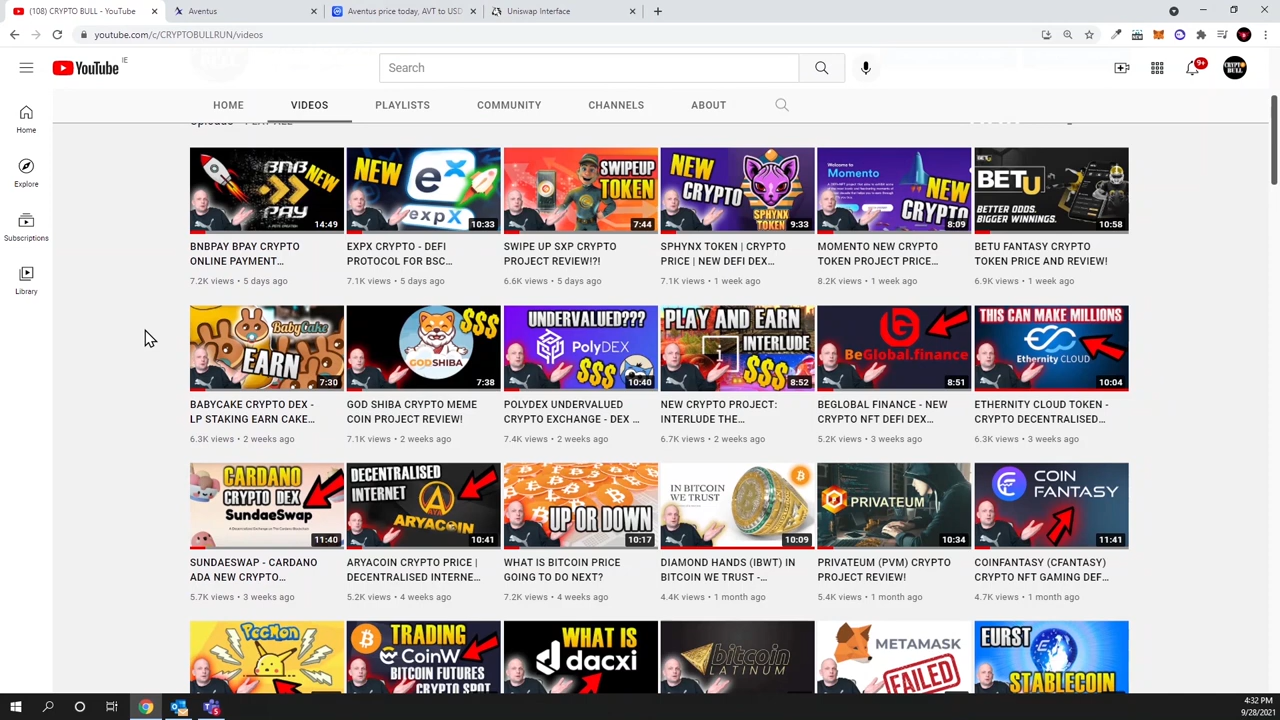 (108) CRYPTO BULL - YouTube
Aventus
Aventus price today, AVT to USD
Uniswap Interface
youtube.com/c/CRYPTOBULLRUN/videos
YouTube IE
Search
9+
CRYPTO BULL
HOME VIDEOS PLAYLISTS COMMUNITY CHANNELS ABOUT
Home
Explore
Subscriptions
Library
BNB PAY NEW 14:49
NEW eX expX 10:33
SWIPEUP TOKEN 7:44
NEW CRYPTO SPHYNX TOKEN 9:33
Welcome to Momento NEW CRYPTO 8:09
BETU BETTER ODDS. BIGGER WINNINGS. 10:58
BNBPAY BPAY CRYPTO ONLINE PAYMENT...
7.2K views • 5 days ago
EXPX CRYPTO - DEFI PROTOCOL FOR BSC...
7.1K views • 5 days ago
SWIPE UP SXP CRYPTO PROJECT REVIEW!?!
6.6K views • 5 days ago
SPHYNX TOKEN | CRYPTO PRICE | NEW DEFI DEX...
7.1K views • 1 week ago
MOMENTO NEW CRYPTO TOKEN PROJECT PRICE...
8.2K views • 1 week ago
BETU FANTASY CRYPTO TOKEN PRICE AND REVIEW!
6.9K views • 1 week ago
BabyCake EARN 7:30
$$$ GODSHIBA 7:38
UNDERVALUED??? PolyDEX $$$ 10:40
PLAY AND EARN INTERLUDE $$$ 8:52
BeGlobal.finance 8:51
THIS CAN MAKE MILLIONS Ethernity CLOUD 10:04
BABYCAKE CRYPTO DEX - LP STAKING EARN CAKE...
6.3K views • 2 weeks ago
GOD SHIBA CRYPTO MEME COIN PROJECT REVIEW!
7.1K views • 2 weeks ago
POLYDEX UNDERVALUED CRYPTO EXCHANGE - DEX ...
7.4K views • 2 weeks ago
NEW CRYPTO PROJECT: INTERLUDE THE...
6.7K views • 2 weeks ago
BEGLOBAL FINANCE - NEW CRYPTO NFT DEFI DEX...
5.2K views • 3 weeks ago
ETHERNITY CLOUD TOKEN - CRYPTO DECENTRALISED...
6.3K views • 3 weeks ago
CARDANO CRYPTO DEX SundaeSwap 11:40
DECENTRALISED INTERNET ARYACOIN 10:41
UP OR DOWN 10:17
IN BITCOIN WE TRUST 10:09
PRIVATEUM 10:34
COIN FANTASY 11:41
SUNDAESWAP - CARDANO ADA NEW CRYPTO...
5.7K views • 3 weeks ago
ARYACOIN CRYPTO PRICE | DECENTRALISED INTERNE...
5.2K views • 4 weeks ago
WHAT IS BITCOIN PRICE GOING TO DO NEXT?
7.2K views • 4 weeks ago
DIAMOND HANDS (IBWT) IN BITCOIN WE TRUST -...
4.4K views • 1 month ago
PRIVATEUM (PVM) CRYPTO PROJECT REVIEW!
5.4K views • 1 month ago
COINFANTASY (CFANTASY) CRYPTO NFT GAMING DEF...
4.7K views • 1 month ago
PocMon
TRADING CoinW BITCOIN FUTURES CRYPTO SPOT
WHAT IS dacxi
bitcoin LATINUM
METAMASK FAILED
EURST STABLECOIN
4:32 PM
9/28/2021